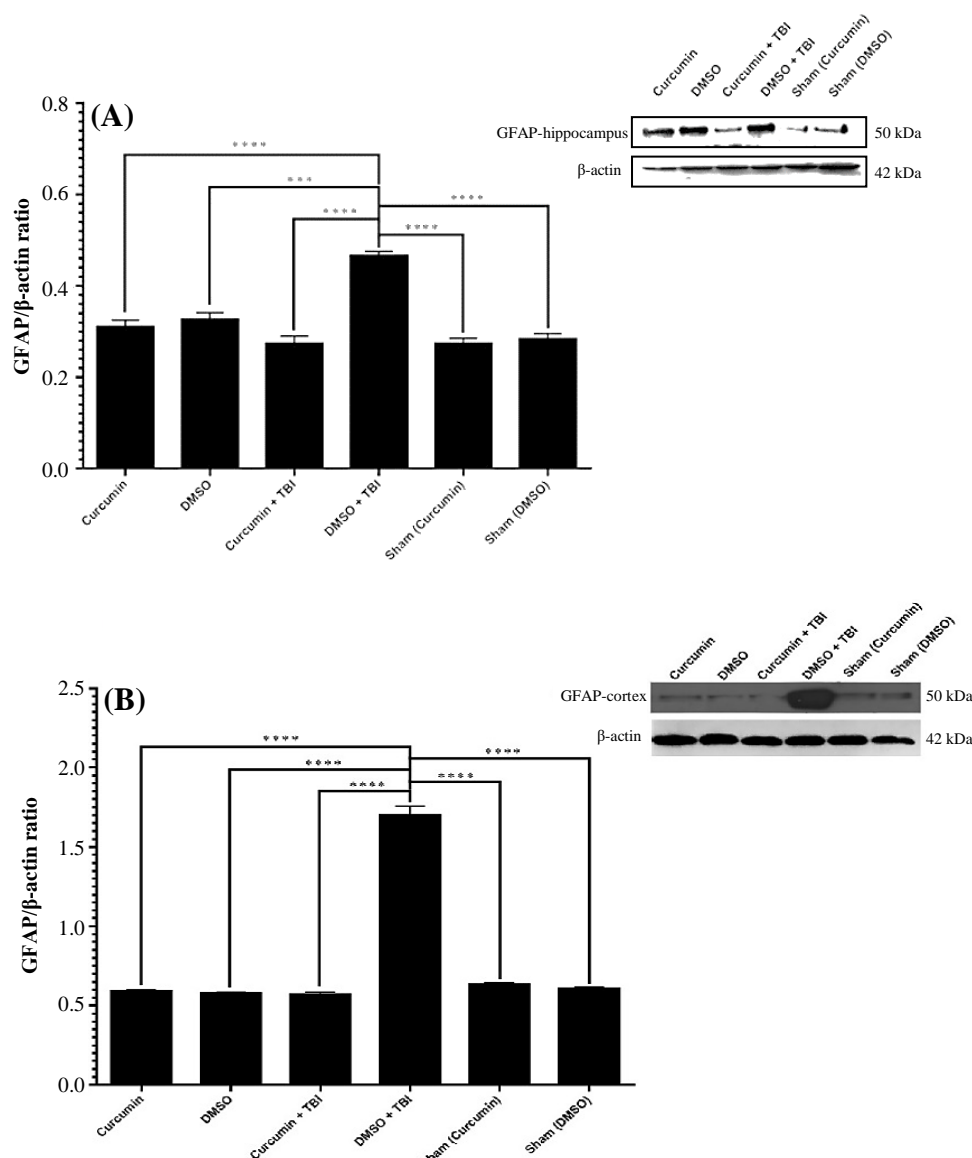 (A)
Curcumin
DMSO
Curcumin + TBI
DMSO + TBI
Sham (Curcumin)
Sham (DMSO)
GFAP-hippocampus
50 kDa
β-actin
42 kDa
GFAP/β-actin ratio
0.8
0.6
0.4
0.2
0.0
****
***
****
****
****
Curcumin
DMSO
Curcumin + TBI
DMSO + TBI
Sham (Curcumin)
Sham (DMSO)
(B)
Curcumin
DMSO
Curcumin + TBI
DMSO + TBI
Sham (Curcumin)
Sham (DMSO)
GFAP-cortex
50 kDa
β-actin
42 kDa
GFAP/β-actin ratio
2.5
2.0
1.5
1.0
0.5
0.0
****
****
****
****
****
Curcumin
DMSO
Curcumin + TBI
DMSO + TBI
ham (Curcumin)
Sham (DMSO)